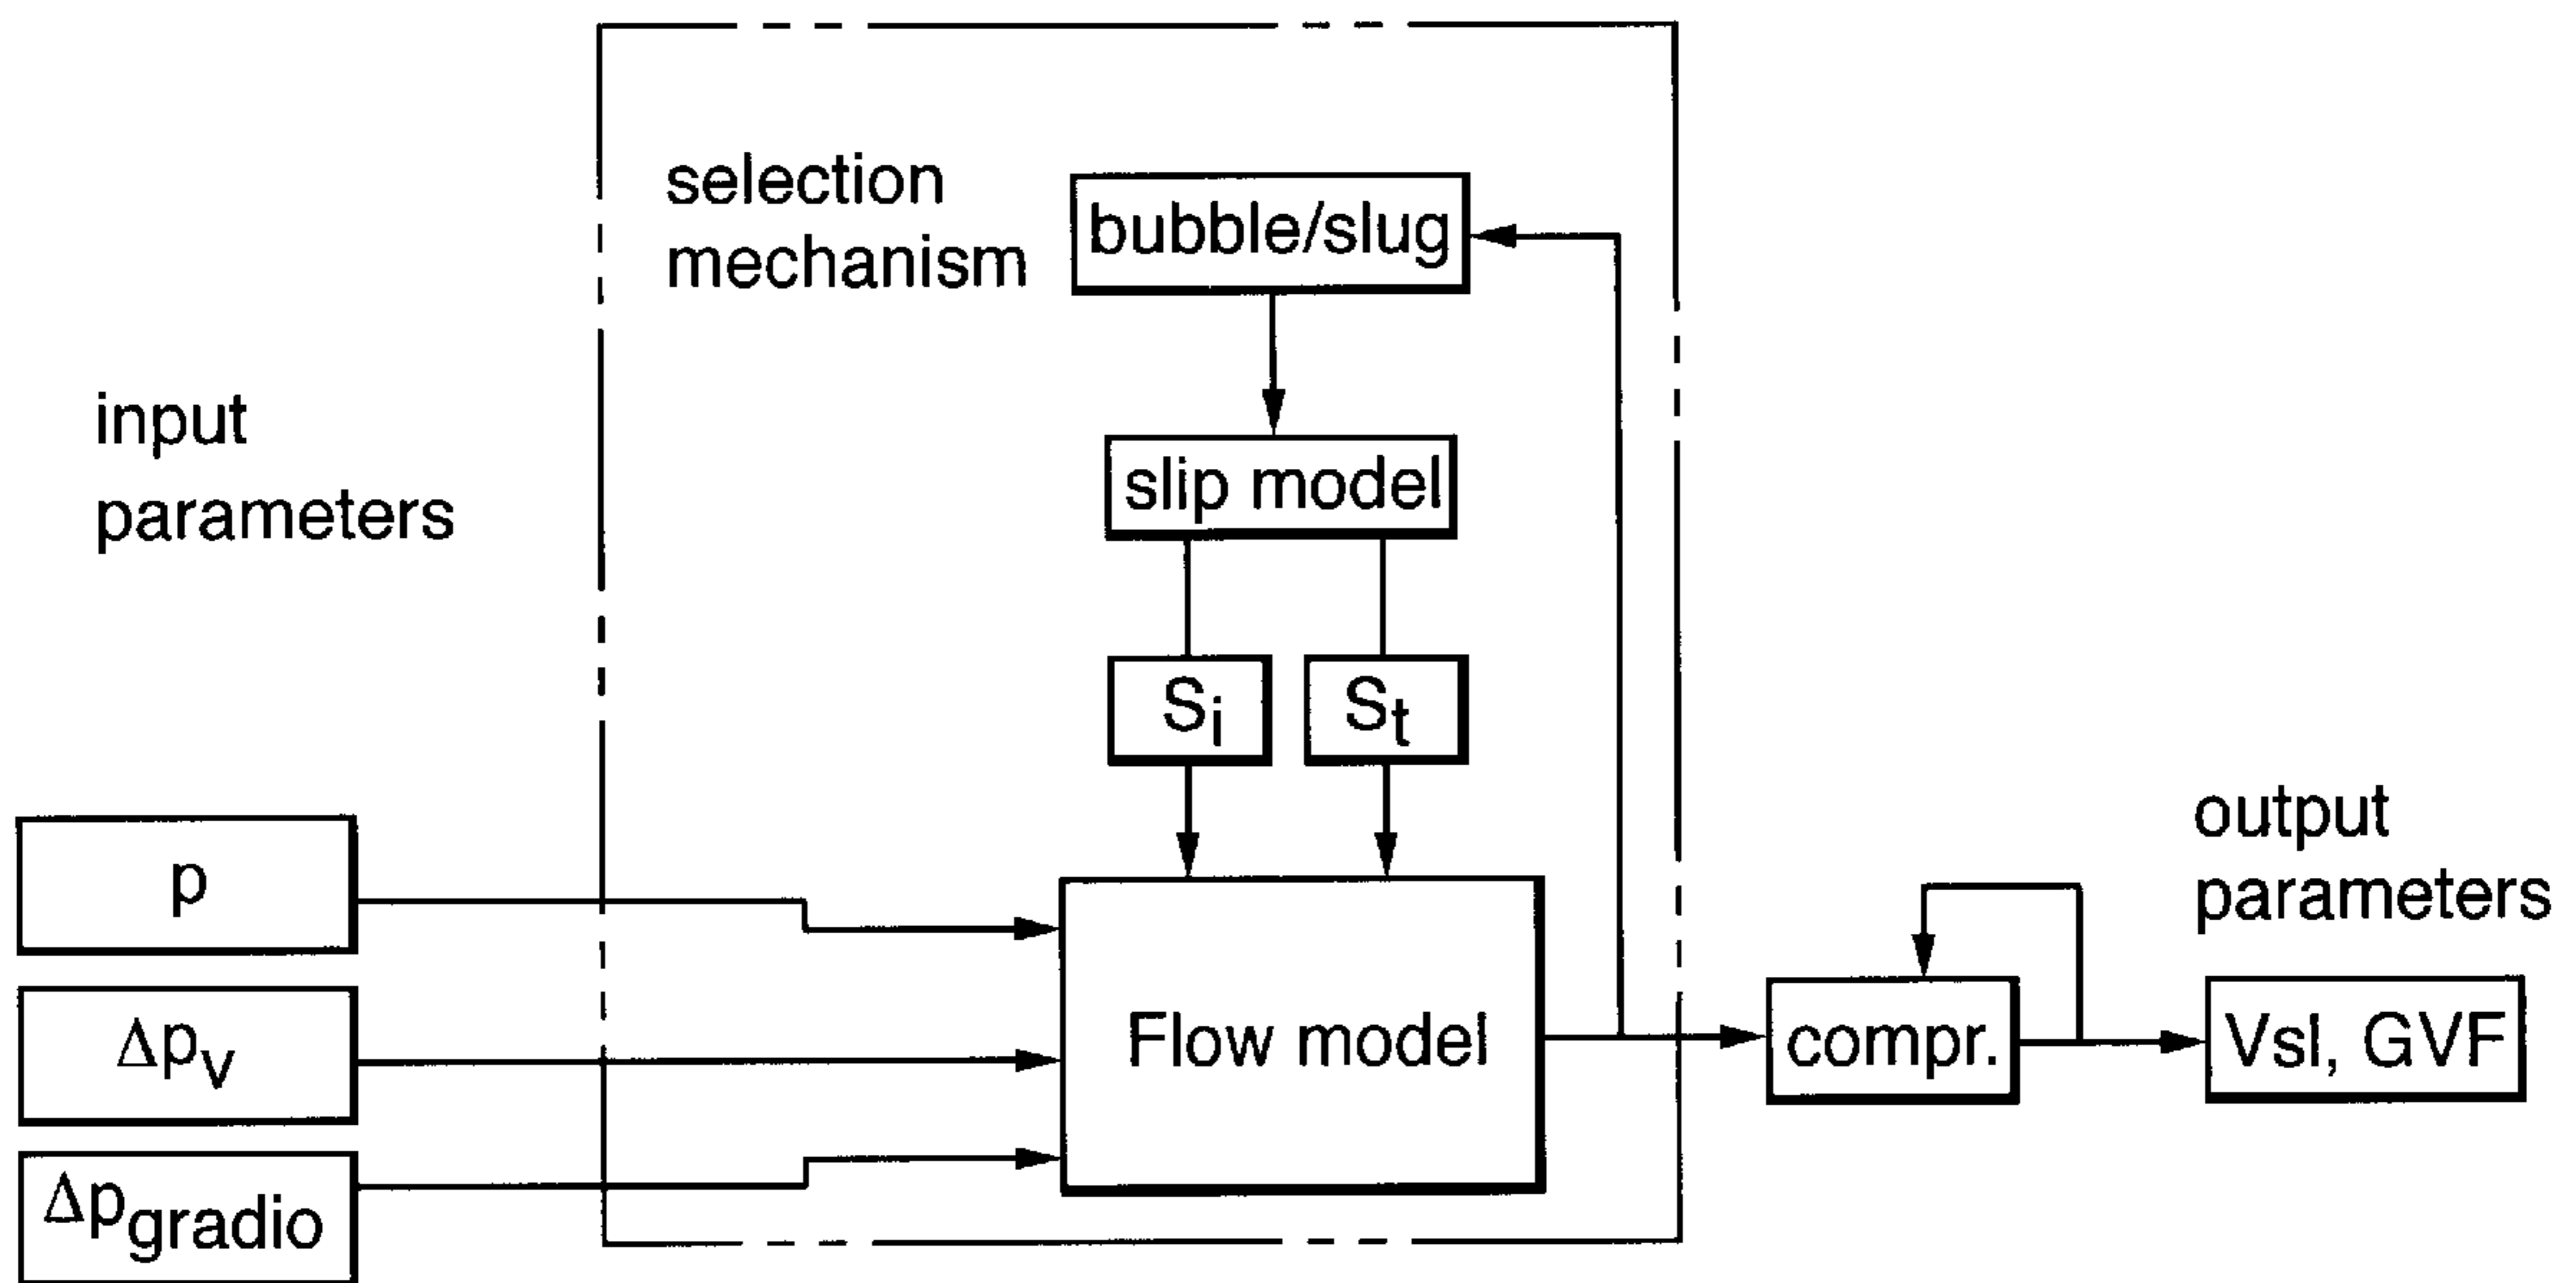 selection
mechanism
bubble/slug
input
parameters
slip model
Si
St
p
Δpv
Δpgradio
Flow model
compr.
output
parameters
Vsl, GVF